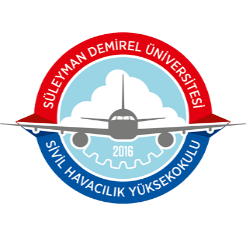 SÜLEYMAN DEMİREL ÜNİVERSİTESİ
2016
SİVİL HAVACILIK YÜKSEKOKULU